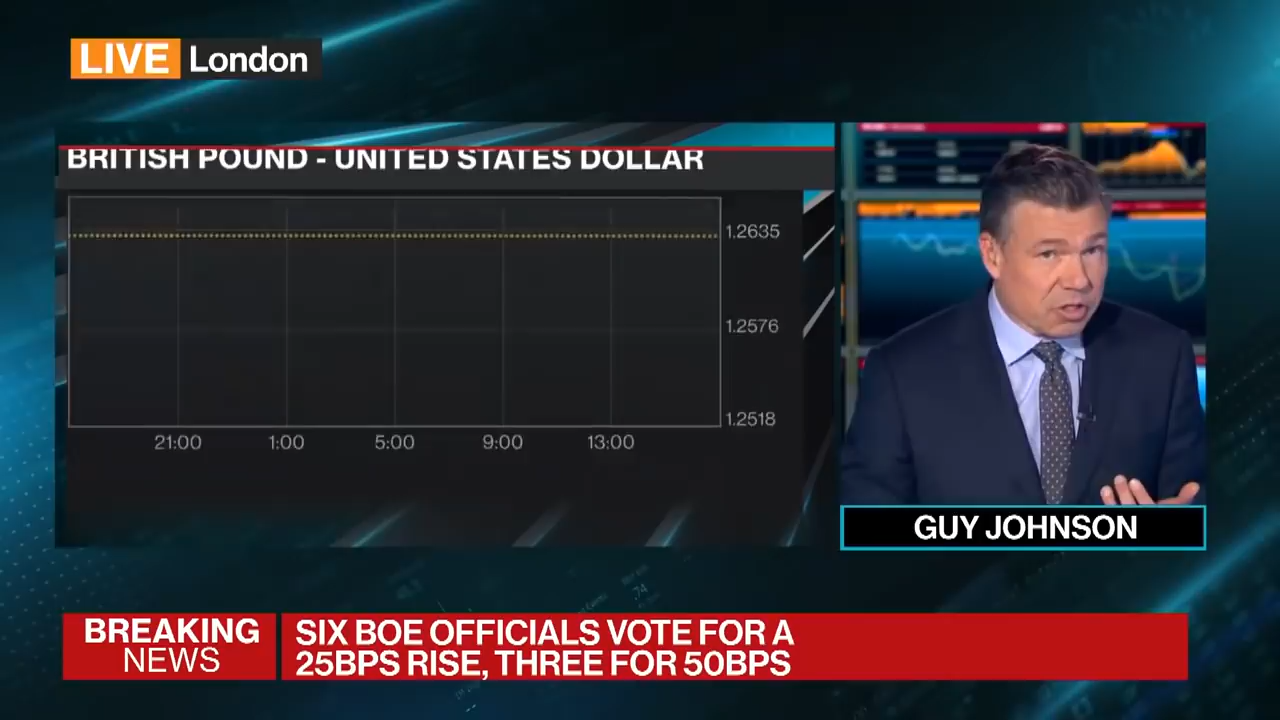 LIVE London
BRITISH POUND - UNITED STATES DOLLAR
1.2635
1.2576
1.2518
21:00 1:00 5:00 9:00 13:00
GUY JOHNSON
BREAKING
NEWS
SIX BOE OFFICIALS VOTE FOR A
25BPS RISE, THREE FOR 50BPS